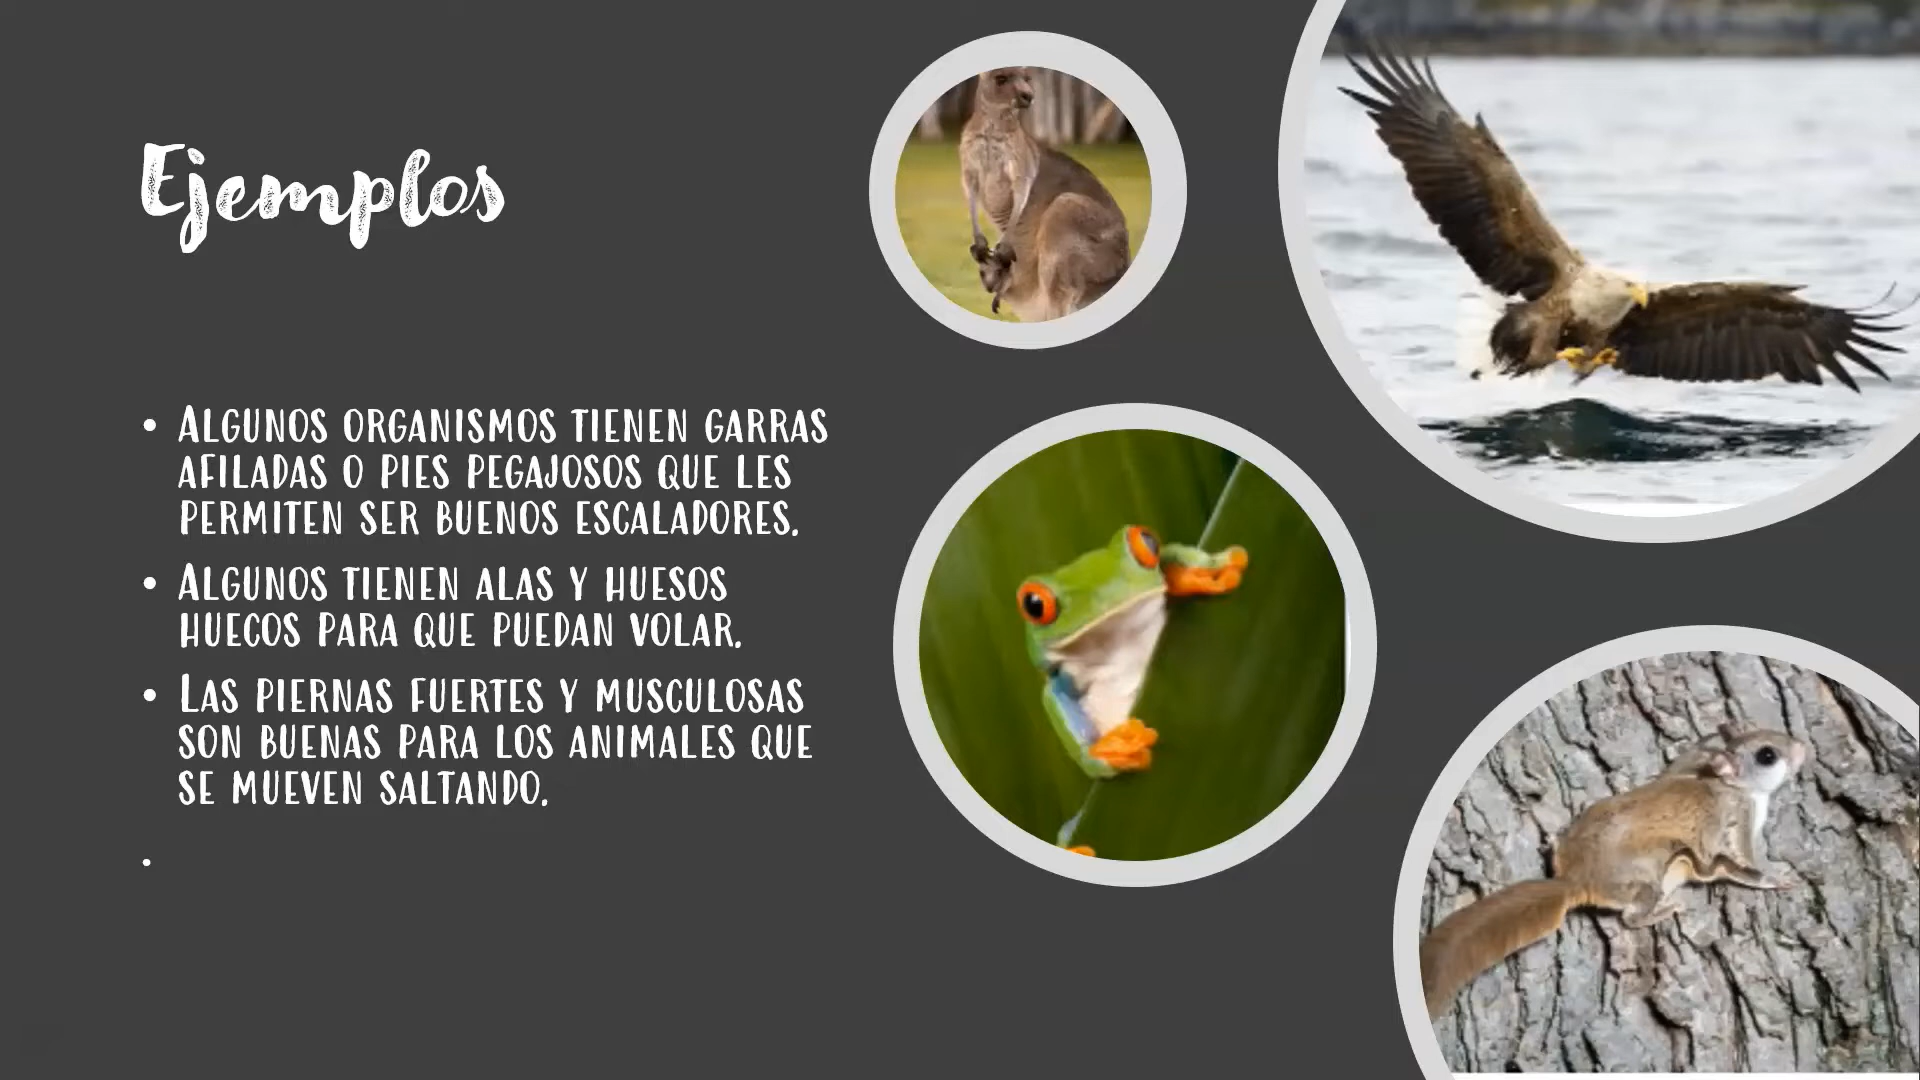 Ejemplos
• Algunos organismos tienen garras
afiladas o pies pegajosos que les
permiten ser buenos escaladores.
• Algunos tienen alas y huesos
huecos para que puedan volar.
• Las piernas fuertes y musculosas
son buenas para los animales que
se mueven saltando.
•